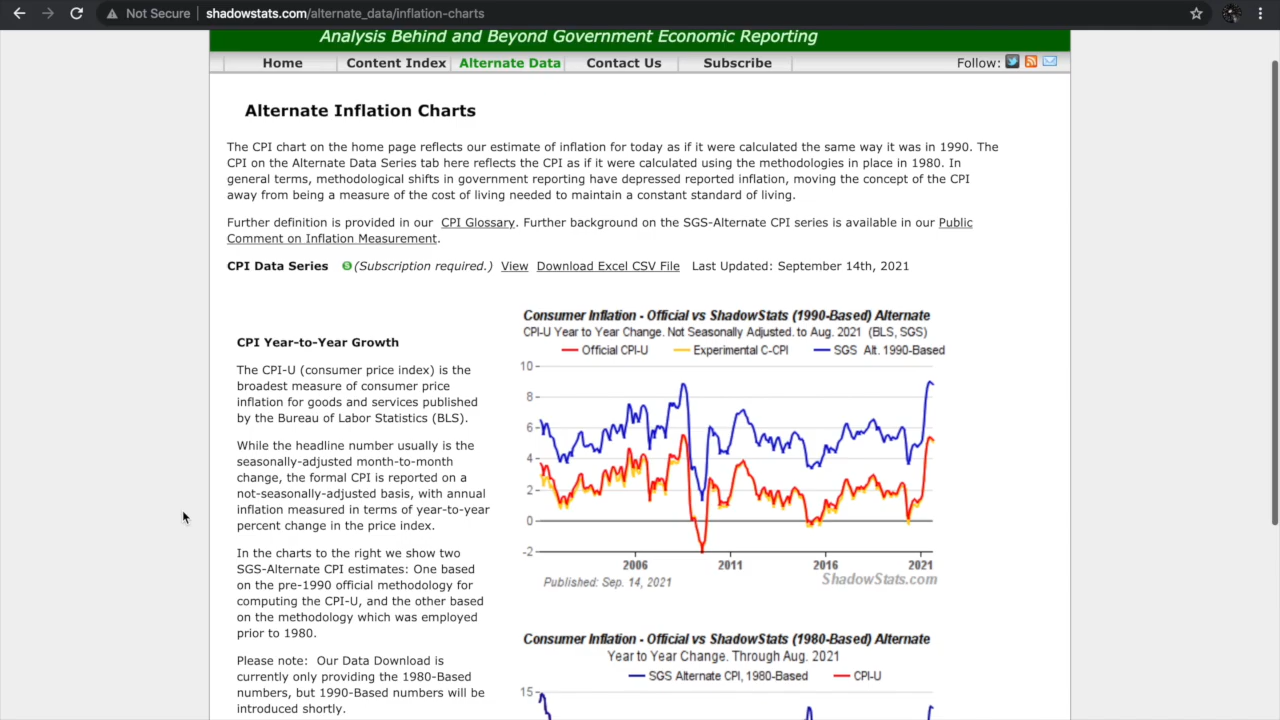 Not Secure shadowstats.com/alternate_data/inflation-charts
Analysis Behind and Beyond Government Economic Reporting
Home Content Index Alternate Data Contact Us Subscribe Follow:
Alternate Inflation Charts
The CPI chart on the home page reflects our estimate of inflation for today as if it were calculated the same way it was in 1990. The
CPI on the Alternate Data Series tab here reflects the CPI as if it were calculated using the methodologies in place in 1980. In
general terms, methodological shifts in government reporting have depressed reported inflation, moving the concept of the CPI
away from being a measure of the cost of living needed to maintain a constant standard of living.
Further definition is provided in our CPI Glossary. Further background on the SGS-Alternate CPI series is available in our Public
Comment on Inflation Measurement.
CPI Data Series (Subscription required.) View Download Excel CSV File Last Updated: September 14th, 2021
CPI Year-to-Year Growth
The CPI-U (consumer price index) is the
broadest measure of consumer price
inflation for goods and services published
by the Bureau of Labor Statistics (BLS).
While the headline number usually is the
seasonally-adjusted month-to-month
change, the formal CPI is reported on a
not-seasonally-adjusted basis, with annual
inflation measured in terms of year-to-year
percent change in the price index.
In the charts to the right we show two
SGS-Alternate CPI estimates: One based
on the pre-1990 official methodology for
computing the CPI-U, and the other based
on the methodology which was employed
prior to 1980.
Please note: Our Data Download is
currently only providing the 1980-Based
numbers, but 1990-Based numbers will be
introduced shortly.
Consumer Inflation - Official vs ShadowStats (1990-Based) Alternate
CPI-U Year to Year Change. Not Seasonally Adjusted. to Aug. 2021 (BLS, SGS)
Official CPI-U Experimental C-CPI SGS Alt. 1990-Based
10
8
6
4
2
0
-2
2006 2011 2016 2021
Published: Sep. 14, 2021 ShadowStats.com
Consumer Inflation - Official vs ShadowStats (1980-Based) Alternate
Year to Year Change. Through Aug. 2021
SGS Alternate CPI, 1980-Based CPI-U
15